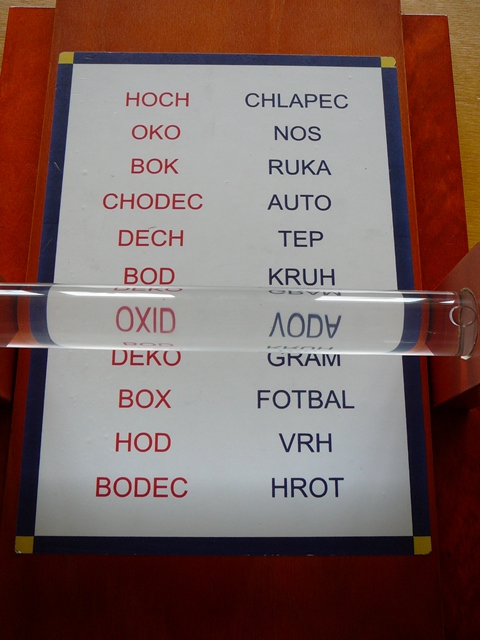 HOCH CHLAPEC
OKO NOS
BOK RUKA
CHODEC AUTO
DECH TEP
BOD KRUH
OXID VODA
DEKO GRAM
BOX FOTBAL
HOD VRH
BODEC HROT